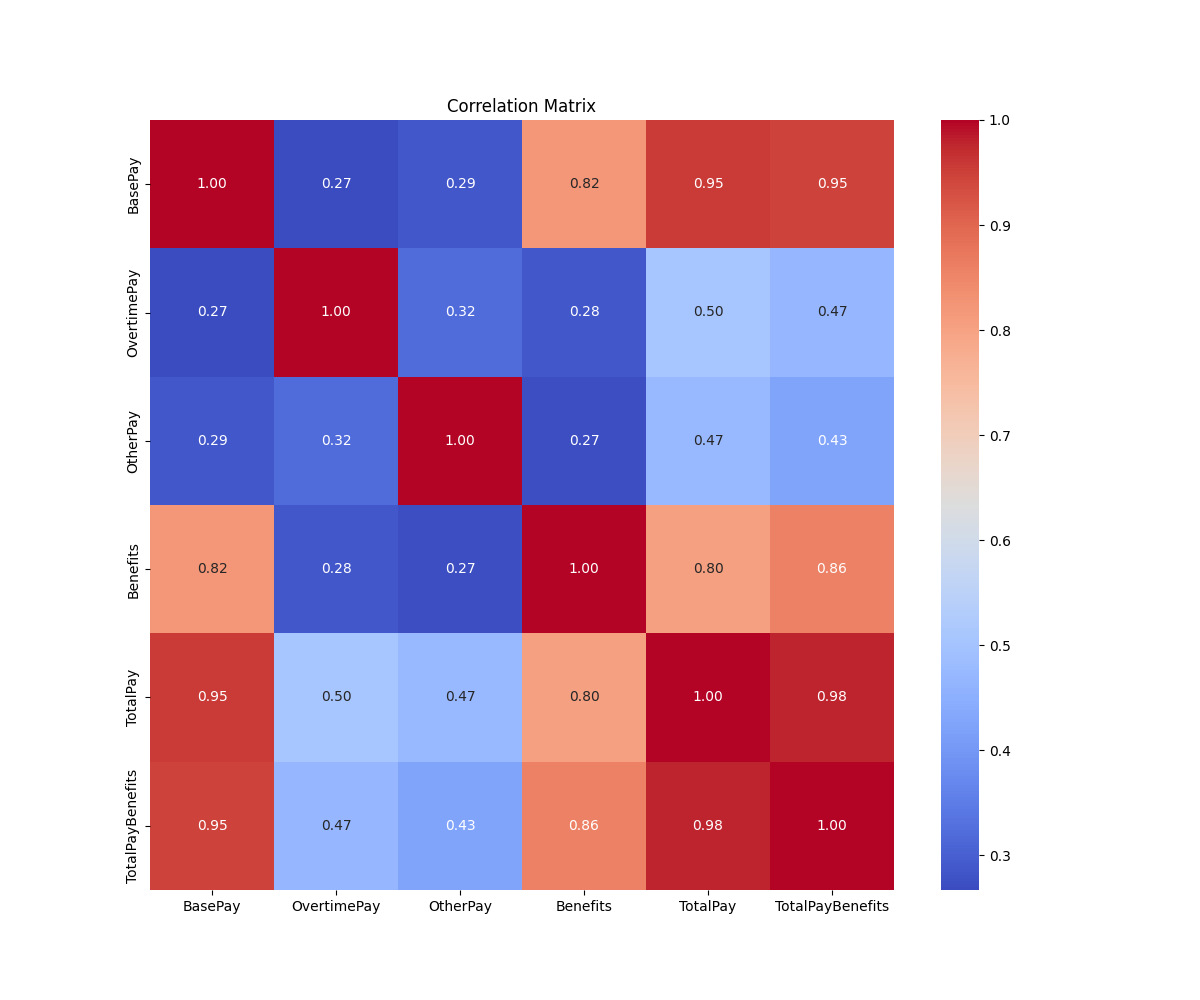 Correlation Matrix
BasePay 1.00 0.27 0.29 0.82 0.95 0.95
OvertimePay 0.27 1.00 0.32 0.28 0.50 0.47
OtherPay 0.29 0.32 1.00 0.27 0.47 0.43
Benefits 0.82 0.28 0.27 1.00 0.80 0.86
TotalPay 0.95 0.50 0.47 0.80 1.00 0.98
TotalPayBenefits 0.95 0.47 0.43 0.86 0.98 1.00
BasePay OvertimePay OtherPay Benefits TotalPay TotalPayBenefits
1.0
0.9
0.8
0.7
0.6
0.5
0.4
0.3